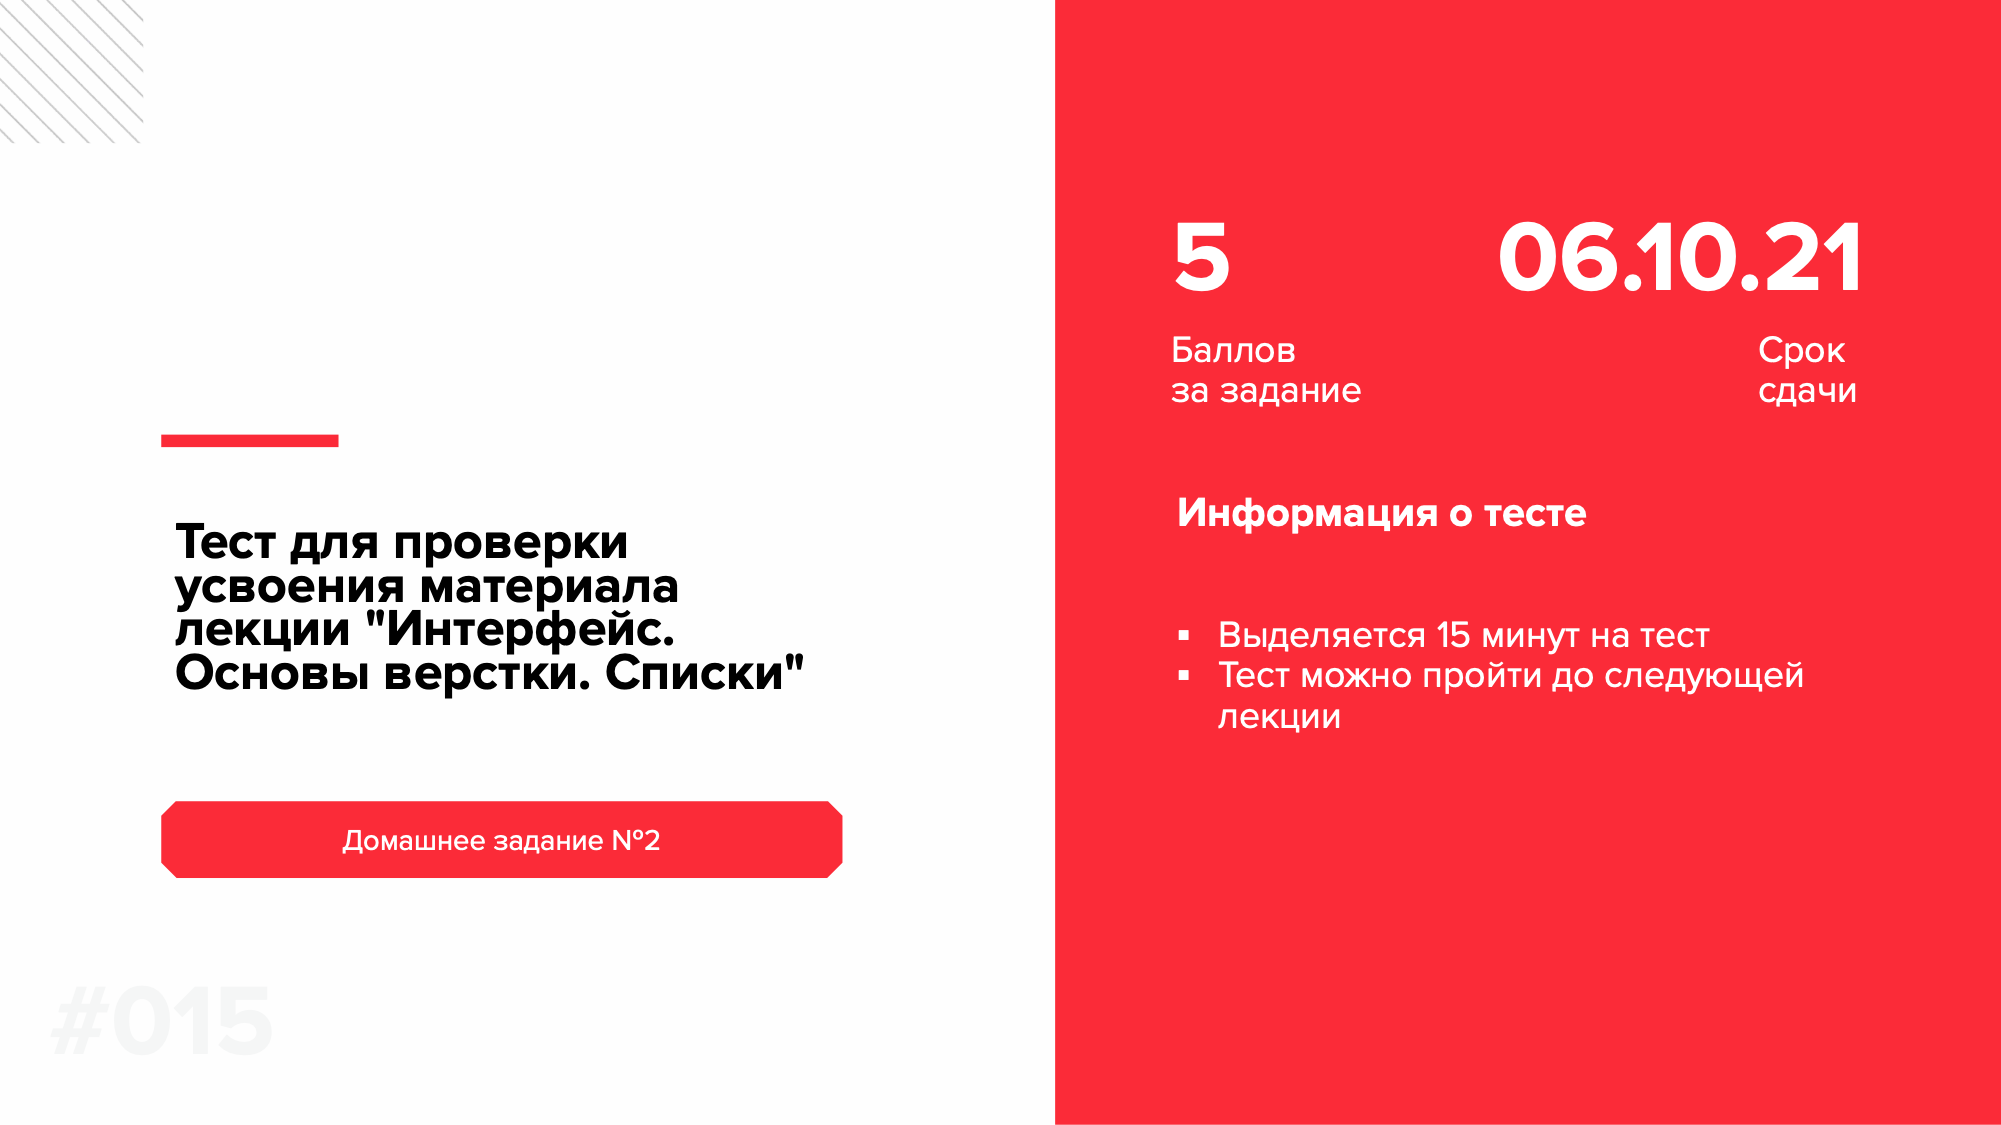 Тест для проверки
усвоения материала
лекции "Интерфейс.
Основы верстки. Списки"
Домашнее задание №2
#015
5
Баллов
за задание
06.10.21
Срок
сдачи
Информация о тесте
▪ Выделяется 15 минут на тест
▪ Тест можно пройти до следующей
лекции